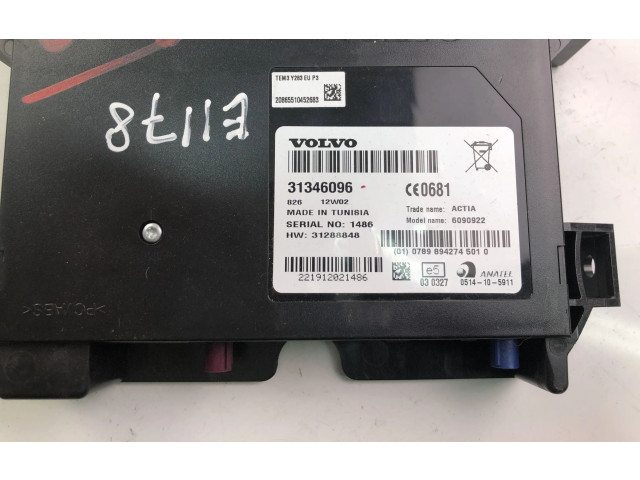 TEM3 Y283 EU P3
20865510452683
E1178
VOLVO
31346096
CE0681
826 12W02
Trade name: ACTIA
MADE IN TUNISIA
Model name: 6090922
SERIAL NO: 1486
HW: 31288848
(01) 0789 894274 501 0
221912021486
e5
03 0327
ANATEL
0514-10-5911
>PC/ABS<